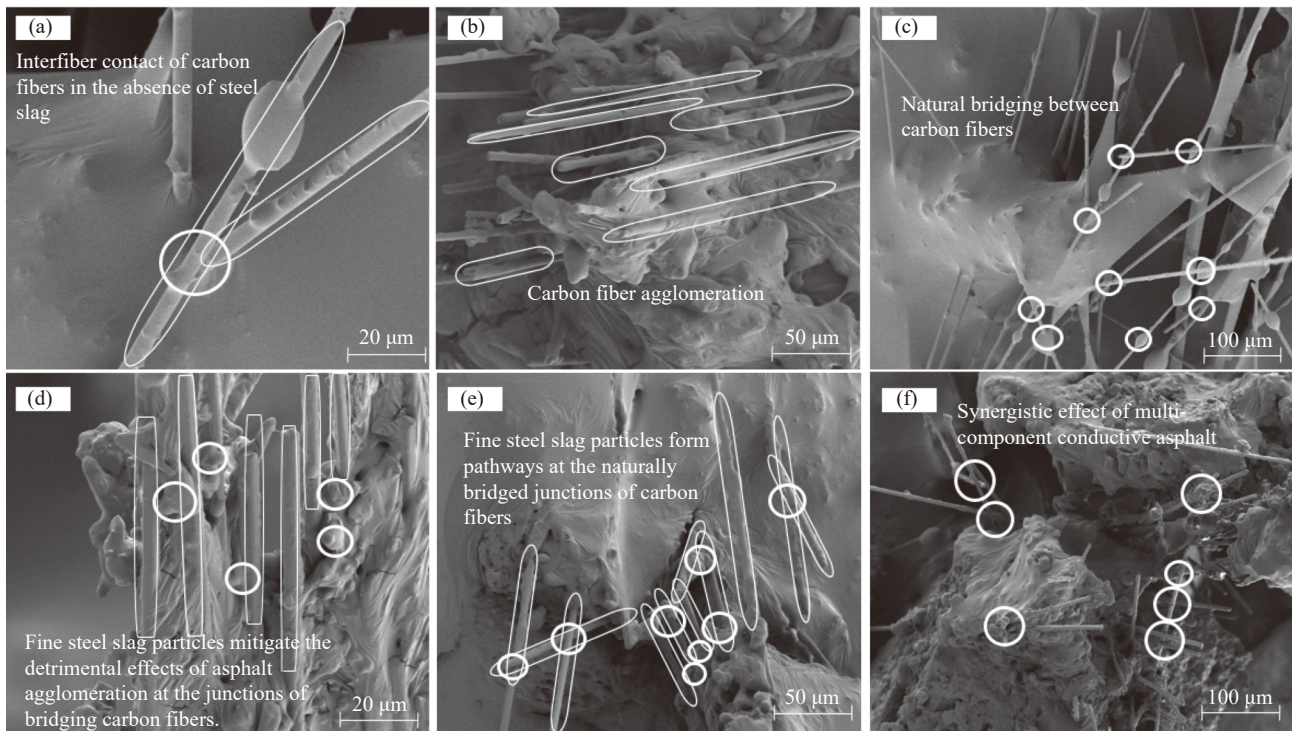 (a)
Interfiber contact of carbon
fibers in the absence of steel
slag
20 μm
(b)
Carbon fiber agglomeration
50 μm
(c)
Natural bridging between
carbon fibers
100 μm
(d)
Fine steel slag particles mitigate the
detrimental effects of asphalt
agglomeration at the junctions of
bridging carbon fibers.
20 μm
(e)
Fine steel slag particles form
pathways at the naturally
bridged junctions of carbon
fibers
50 μm
(f)
Synergistic effect of multi-
component conductive asphalt
100 μm